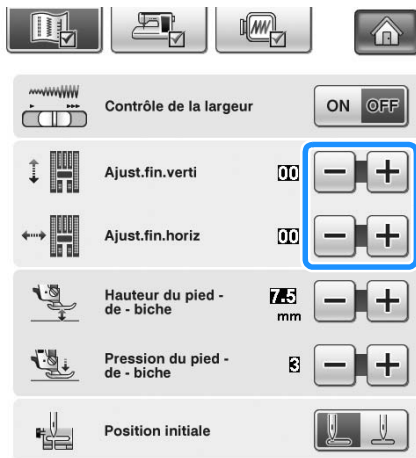 Contrôle de la largeur ON OFF
Ajust.fin.verti 00 − +
Ajust.fin.horiz 00 − +
Hauteur du pied - 7.5 − +
de - biche mm
Pression du pied - 3 − +
de - biche
Position initiale